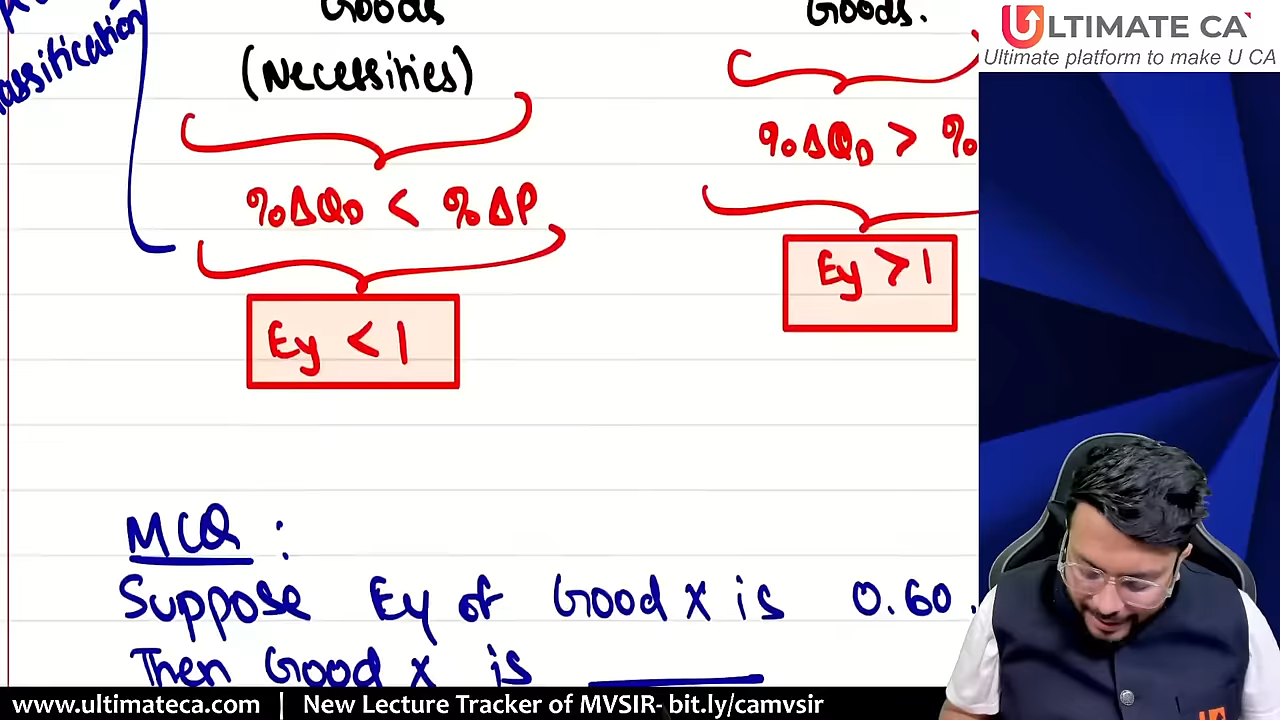 Goods
Goods.
(Necessities)
%ΔQD < %ΔP
%ΔQD > %
Ey < 1
Ey > 1
MCQ :
Suppose Ey of Good X is 0.60.
Then Good X is ______
ULTIMATE CA
Ultimate platform to make U CA
www.ultimateca.com | New Lecture Tracker of MVSIR- bit.ly/camvsir